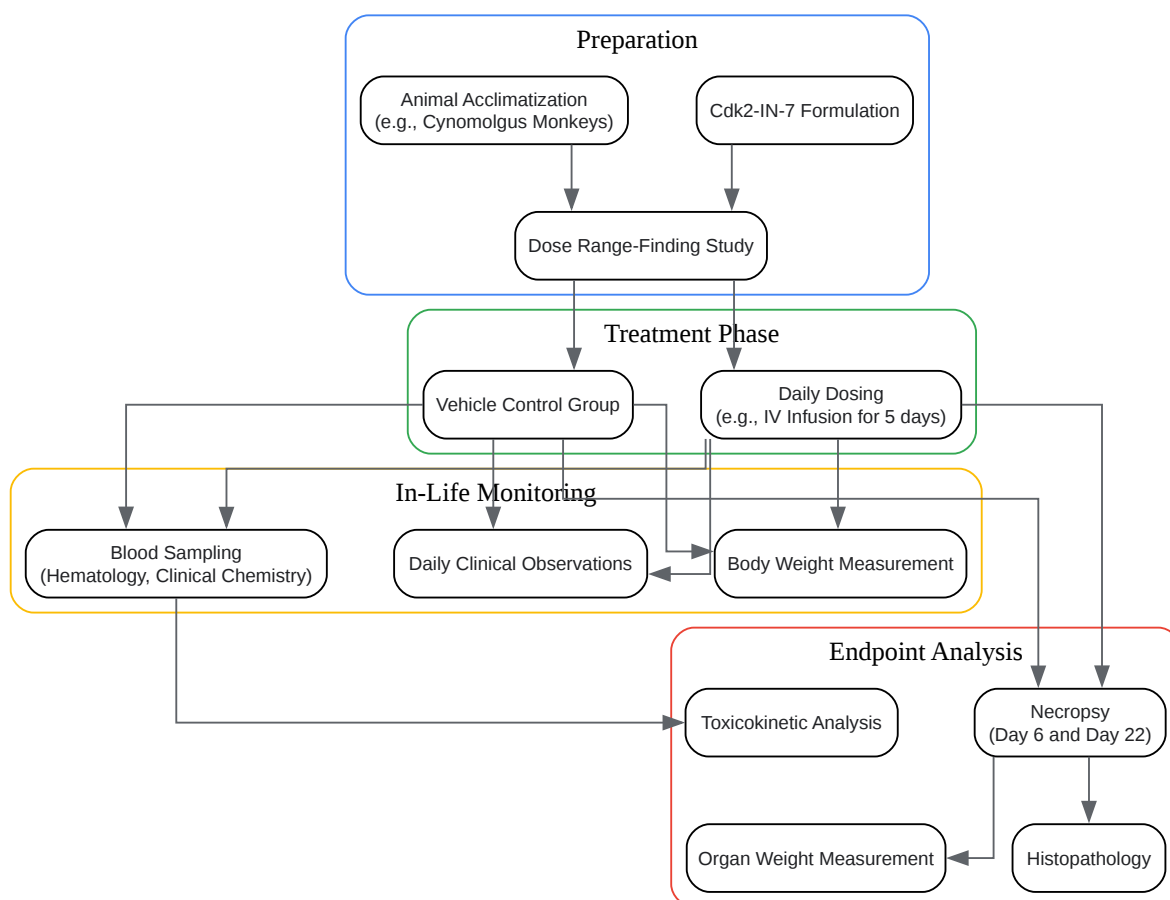 Preparation
Animal Acclimatization
(e.g., Cynomolgus Monkeys)
Cdk2-IN-7 Formulation
Dose Range-Finding Study
Treatment Phase
Vehicle Control Group
Daily Dosing
(e.g., IV Infusion for 5 days)
In-Life Monitoring
Blood Sampling
(Hematology, Clinical Chemistry)
Daily Clinical Observations
Body Weight Measurement
Endpoint Analysis
Toxicokinetic Analysis
Necropsy
(Day 6 and Day 22)
Organ Weight Measurement
Histopathology